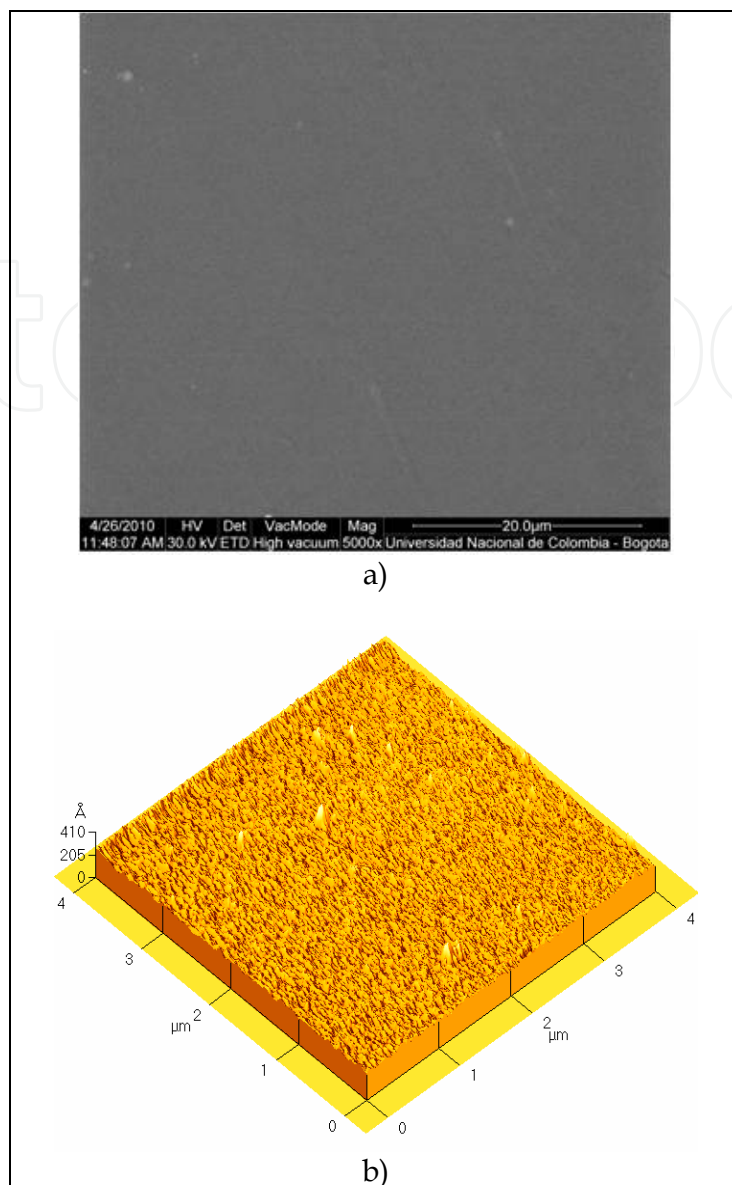 4/26/2010 HV Det VacMode Mag 20.0µm
11:48:07 AM 30.0 kV ETD High vacuum 5000x Universidad Nacional de Colombia - Bogota
a)
Å
410
205
0
4
4
3
3
µm
2
2
µm
1
1
0
0
b)